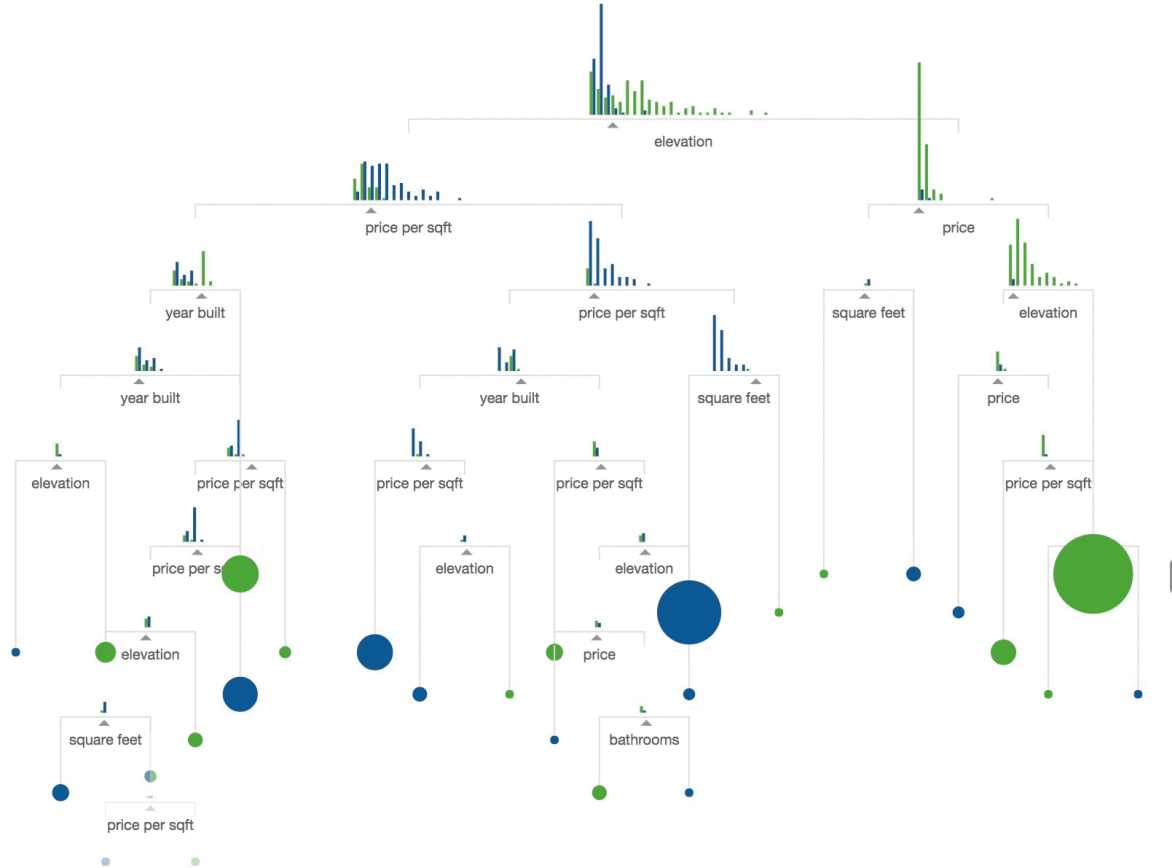 elevation
price per sqft
price
year built
price per sqft
square feet
elevation
year built
year built
square feet
price
elevation
price per sqft
price per sqft
price per sqft
price per sqft
price per s
elevation
elevation
elevation
price
square feet
bathrooms
price per sqft